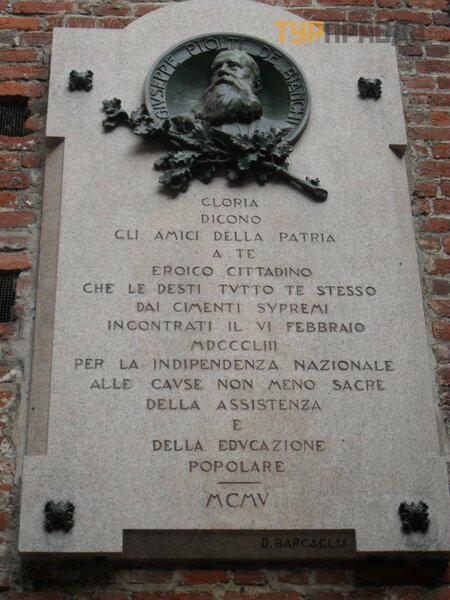 ТУРПРАВДА
GIVSEPPE PIOLTI DE BIANCHI
GLORIA
DICONO
GLI AMICI DELLA PATRIA
A TE
EROICO CITTADINO
CHE LE DESTI TVTTO TE STESSO
DAI CIMENTI SVPREMI
INCONTRATI IL VI FEBBRAIO
MDCCCLIII
PER LA INDIPENDENZA NAZIONALE
ALLE CAVSE NON MENO SACRE
DELLA ASSISTENZA
E
DELLA EDVCAZIONE
POPOLARE
MCMV
D. BARCAGLIA